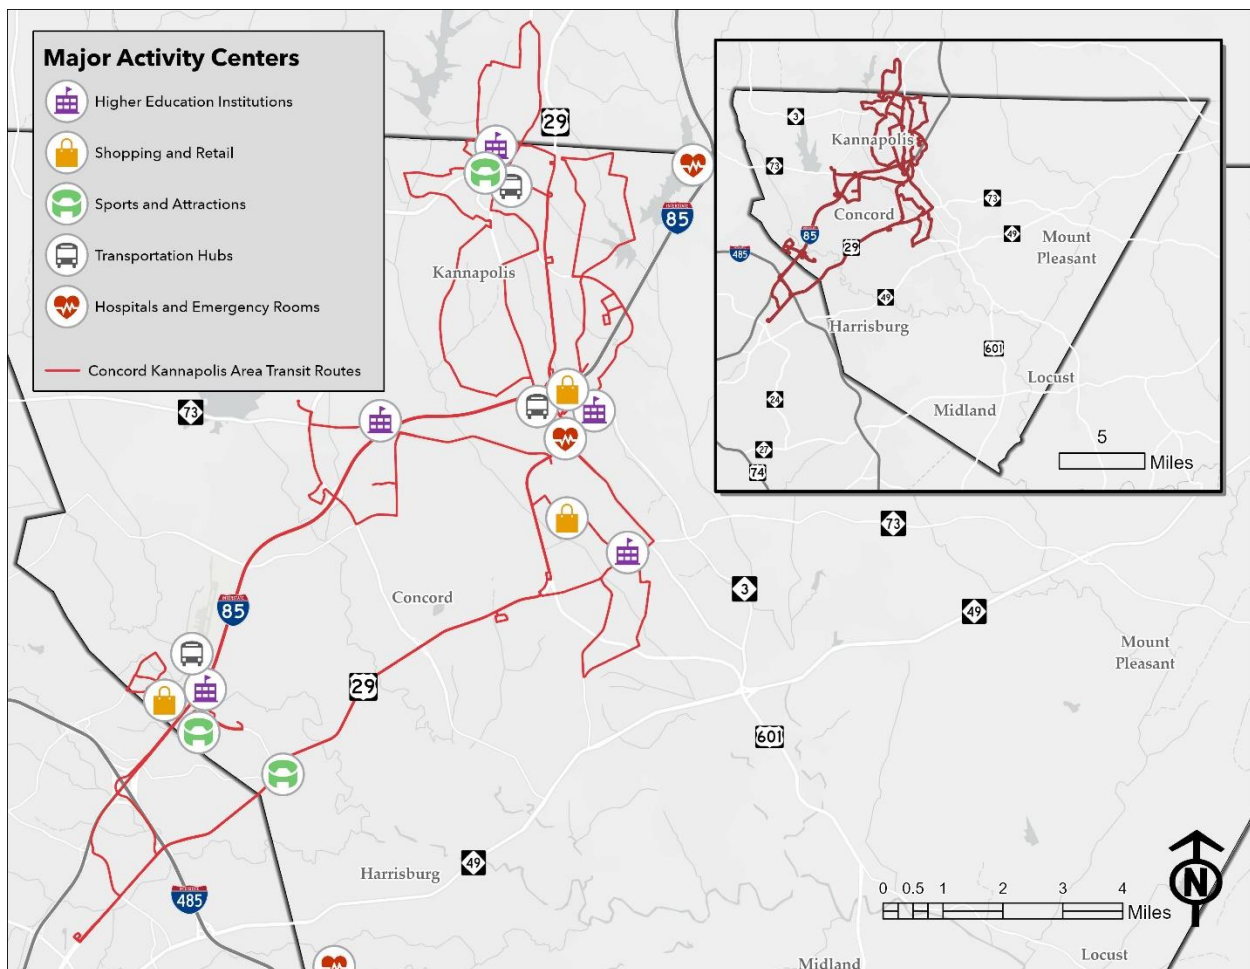 Major Activity Centers
Higher Education Institutions
Shopping and Retail
Sports and Attractions
Transportation Hubs
Hospitals and Emergency Rooms
Concord Kannapolis Area Transit Routes
29
INTERSTATE
85
Kannapolis
73
Concord
INTERSTATE
85
29
73
3
49
Mount
Pleasant
601
Harrisburg
49
INTERSTATE
485
Midland
Locust
0 0.5 1 2 3 4
Miles
N
3
Kannapolis
73
73
Concord
49
85
29
485
Mount
Pleasant
49
Harrisburg
601
Locust
24
Midland
27
74
5
Miles